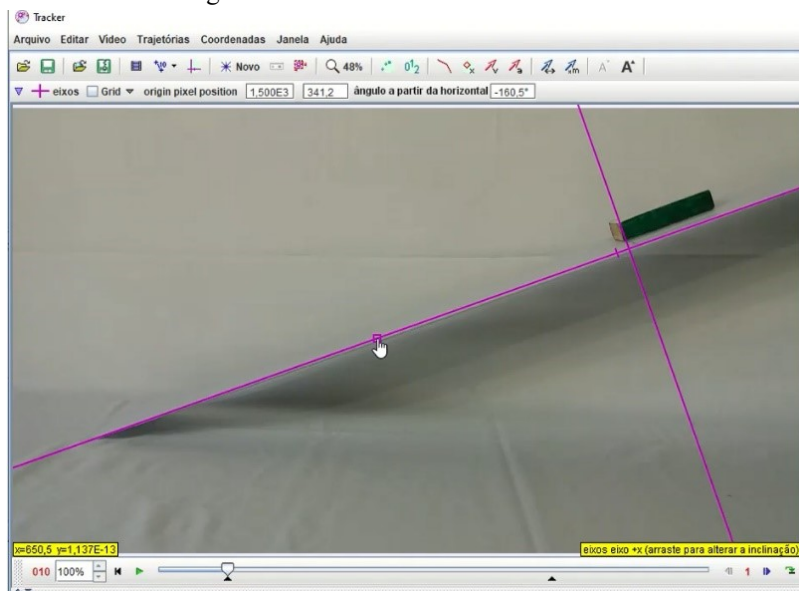 Tracker
Arquivo Editar Video Trajetórias Coordenadas Janela Ajuda
Novo 48% A A
eixos Grid origin pixel position 1,500E3 341,2 ângulo a partir da horizontal -160,5°
x=650,5 y=1,137E-13 eixos eixo +x (arraste para alterar a inclinação)
010 100% 1